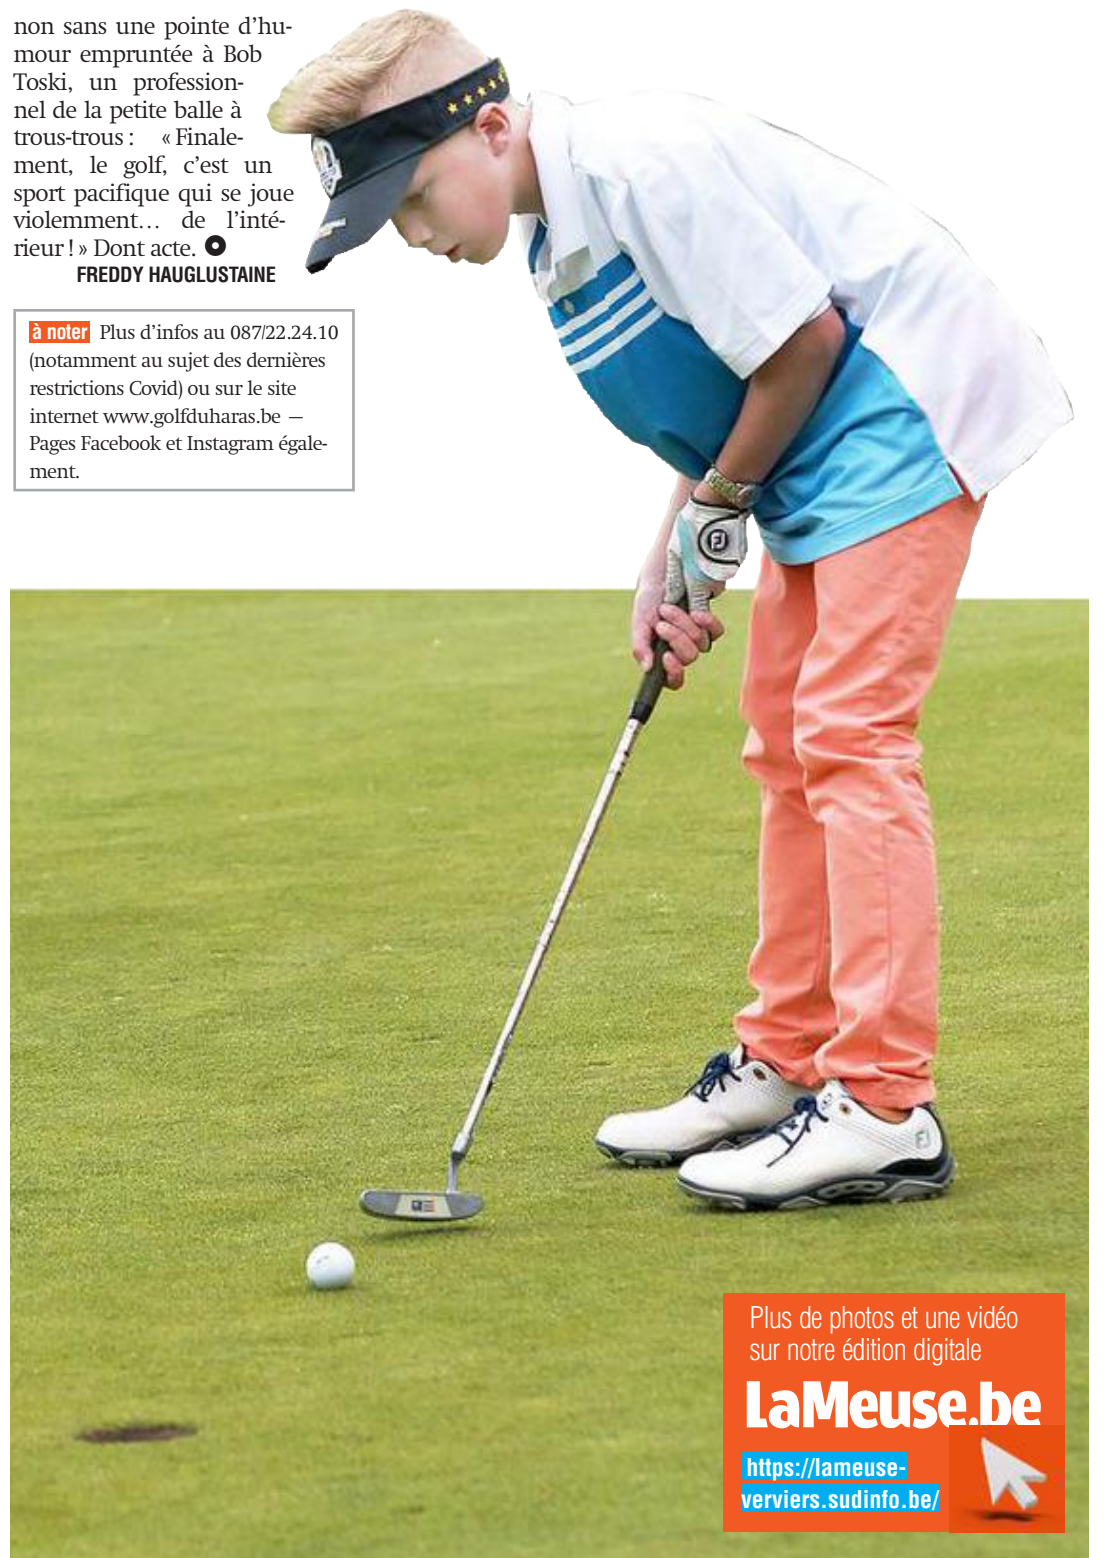 non sans une pointe d’hu-
mour empruntée à Bob
Toski, un profession-
nel de la petite balle à
trous-trous : « Finale-
ment, le golf, c’est un
sport pacifique qui se joue
violemment… de l’inté-
rieur ! » Dont acte.
FREDDY HAUGLUSTAINE
à noter Plus d’infos au 087/22.24.10
(notamment au sujet des dernières
restrictions Covid) ou sur le site
internet www.golfduharas.be —
Pages Facebook et Instagram égale-
ment.
FJ
FJ
Plus de photos et une vidéo
sur notre édition digitale
LaMeuse.be
https://lameuse-
verviers.sudinfo.be/